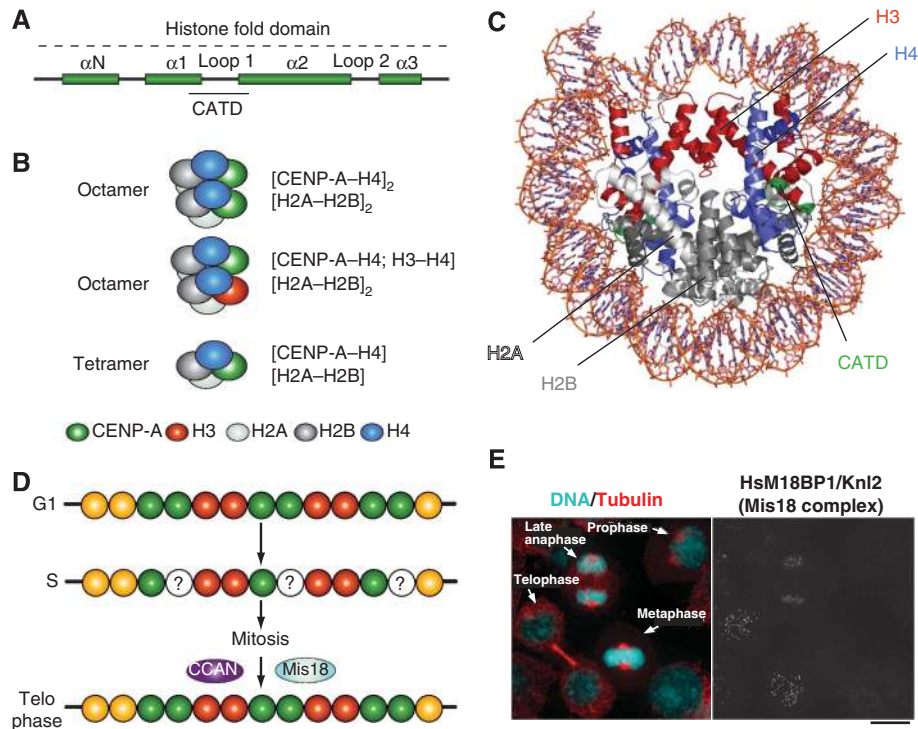 A
Histone fold domain
αN
α1
Loop 1
α2
Loop 2
α3
CATD
B
Octamer
[CENP-A–H4]2
[H2A–H2B]2
Octamer
[CENP-A–H4; H3–H4]
[H2A–H2B]2
Tetramer
[CENP-A–H4]
[H2A–H2B]
CENP-A
H3
H2A
H2B
H4
C
H3
H4
H2A
H2B
CATD
D
G1
S
?
?
?
Mitosis
CCAN
Mis18
Telo
phase
E
DNA/Tubulin
HsM18BP1/Knl2
(Mis18 complex)
Late
anaphase
Prophase
Telophase
Metaphase